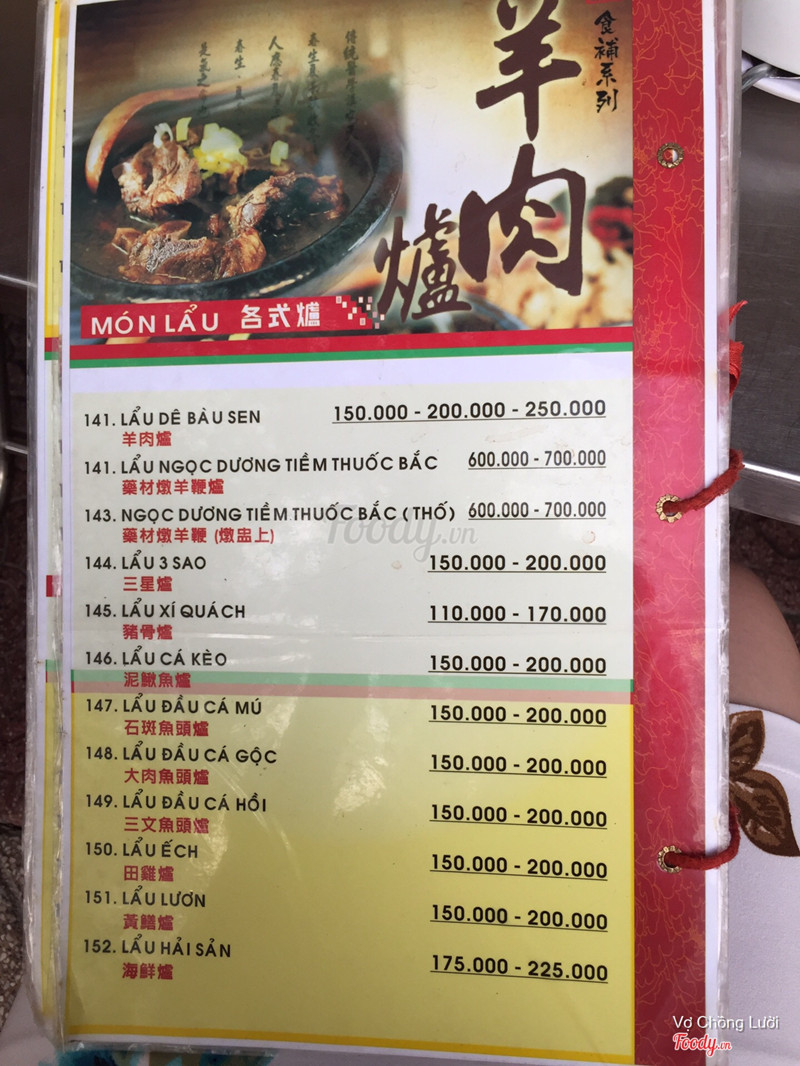 食補系列
羊肉爐
MÓN LẨU 各式爐
141. LẨU DÊ BÀU SEN 150.000 - 200.000 - 250.000
羊肉爐
141. LẨU NGỌC DƯƠNG TIỀM THUỐC BẮC 600.000 - 700.000
藥材燉羊鞭爐
143. NGỌC DƯƠNG TIỀM THUỐC BẮC ( THỐ ) 600.000 - 700.000
藥材燉羊鞭 (燉盅上)
144. LẨU 3 SAO 150.000 - 200.000
三星爐
145. LẨU XÍ QUÁCH 110.000 - 170.000
豬骨爐
146. LẨU CÁ KÈO 150.000 - 200.000
泥鰍魚爐
147. LẨU ĐẦU CÁ MÚ 150.000 - 200.000
石斑魚頭爐
148. LẨU ĐẦU CÁ GỘC 150.000 - 200.000
大肉魚頭爐
149. LẨU ĐẦU CÁ HỒI 150.000 - 200.000
三文魚頭爐
150. LẨU ẾCH 150.000 - 200.000
田雞爐
151. LẨU LƯƠN 150.000 - 200.000
黃鱔爐
152. LẨU HẢI SẢN 175.000 - 225.000
海鮮爐
Foody.vn
Vợ Chồng Lười
Foody.vn